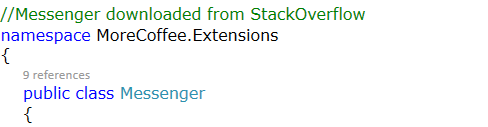 //Messenger downloaded from StackOverflow
namespace MoreCoffee.Extensions
{
9 references
public class Messenger
{